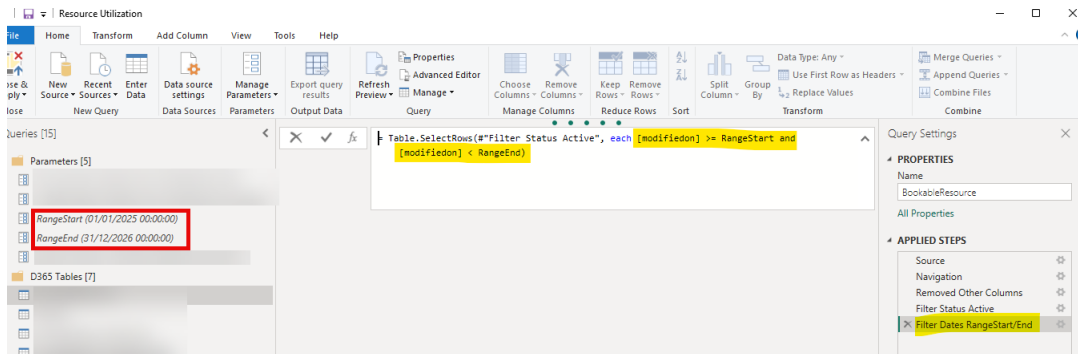 Resource Utilization
File Home Transform Add Column View Tools Help
New Source Recent Sources Enter Data
Data source settings
Manage Parameters
Export query results
Refresh Preview
Properties
Advanced Editor
Manage
Choose Columns Remove Columns
Keep Rows Remove Rows
Split Column Group By
Data Type: Any
Use First Row as Headers
Replace Values
Merge Queries
Append Queries
Combine Files
New Query Data Sources Parameters Output Data Query Manage Columns Reduce Rows Sort Transform Combine
Queries [15]
Parameters [5]
RangeStart (01/01/2025 00:00:00)
RangeEnd (31/12/2026 00:00:00)
D365 Tables [7]
fx
= Table.SelectRows(#"Filter Status Active", each [modifiedon] >= RangeStart and
[modifiedon] < RangeEnd)
Query Settings
PROPERTIES
Name
BookableResource
All Properties
APPLIED STEPS
Source
Navigation
Removed Other Columns
Filter Status Active
Filter Dates RangeStart/End